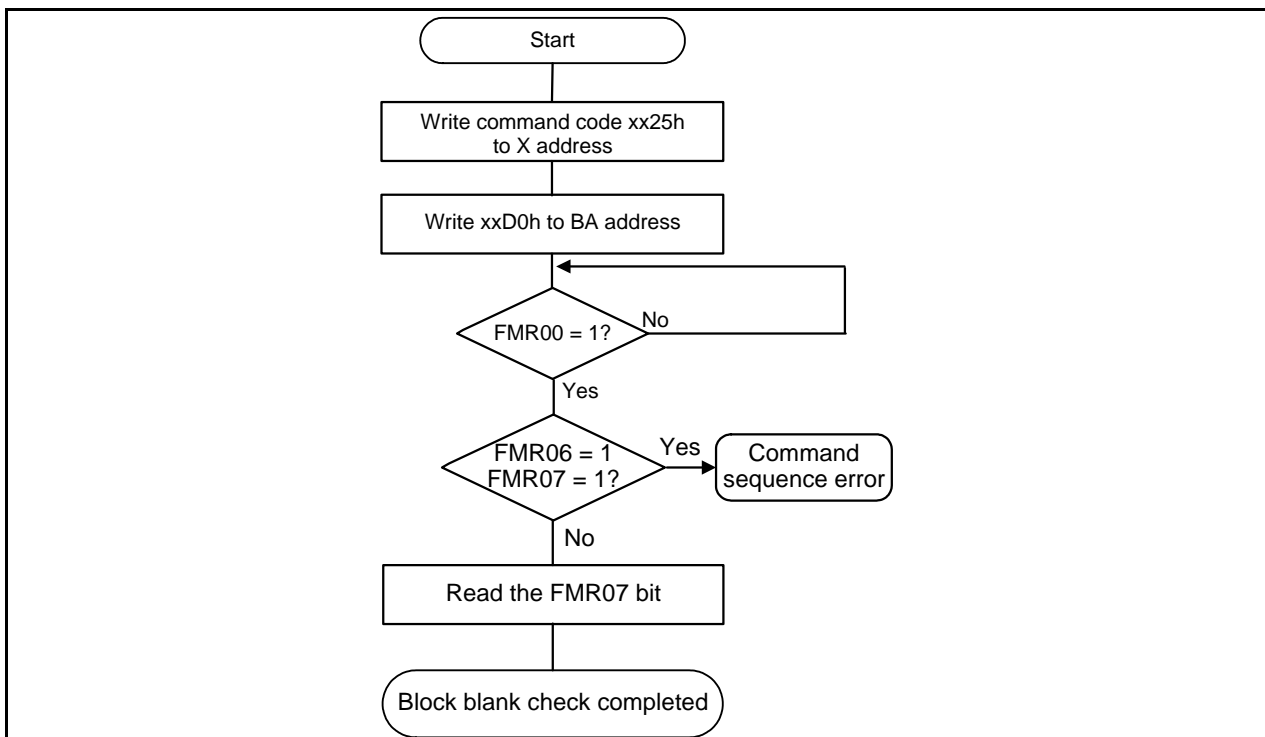 Start
Write command code xx25h
to X address
Write xxD0h to BA address
FMR00 = 1?
No
Yes
FMR06 = 1
FMR07 = 1?
Yes
Command
sequence error
No
Read the FMR07 bit
Block blank check completed